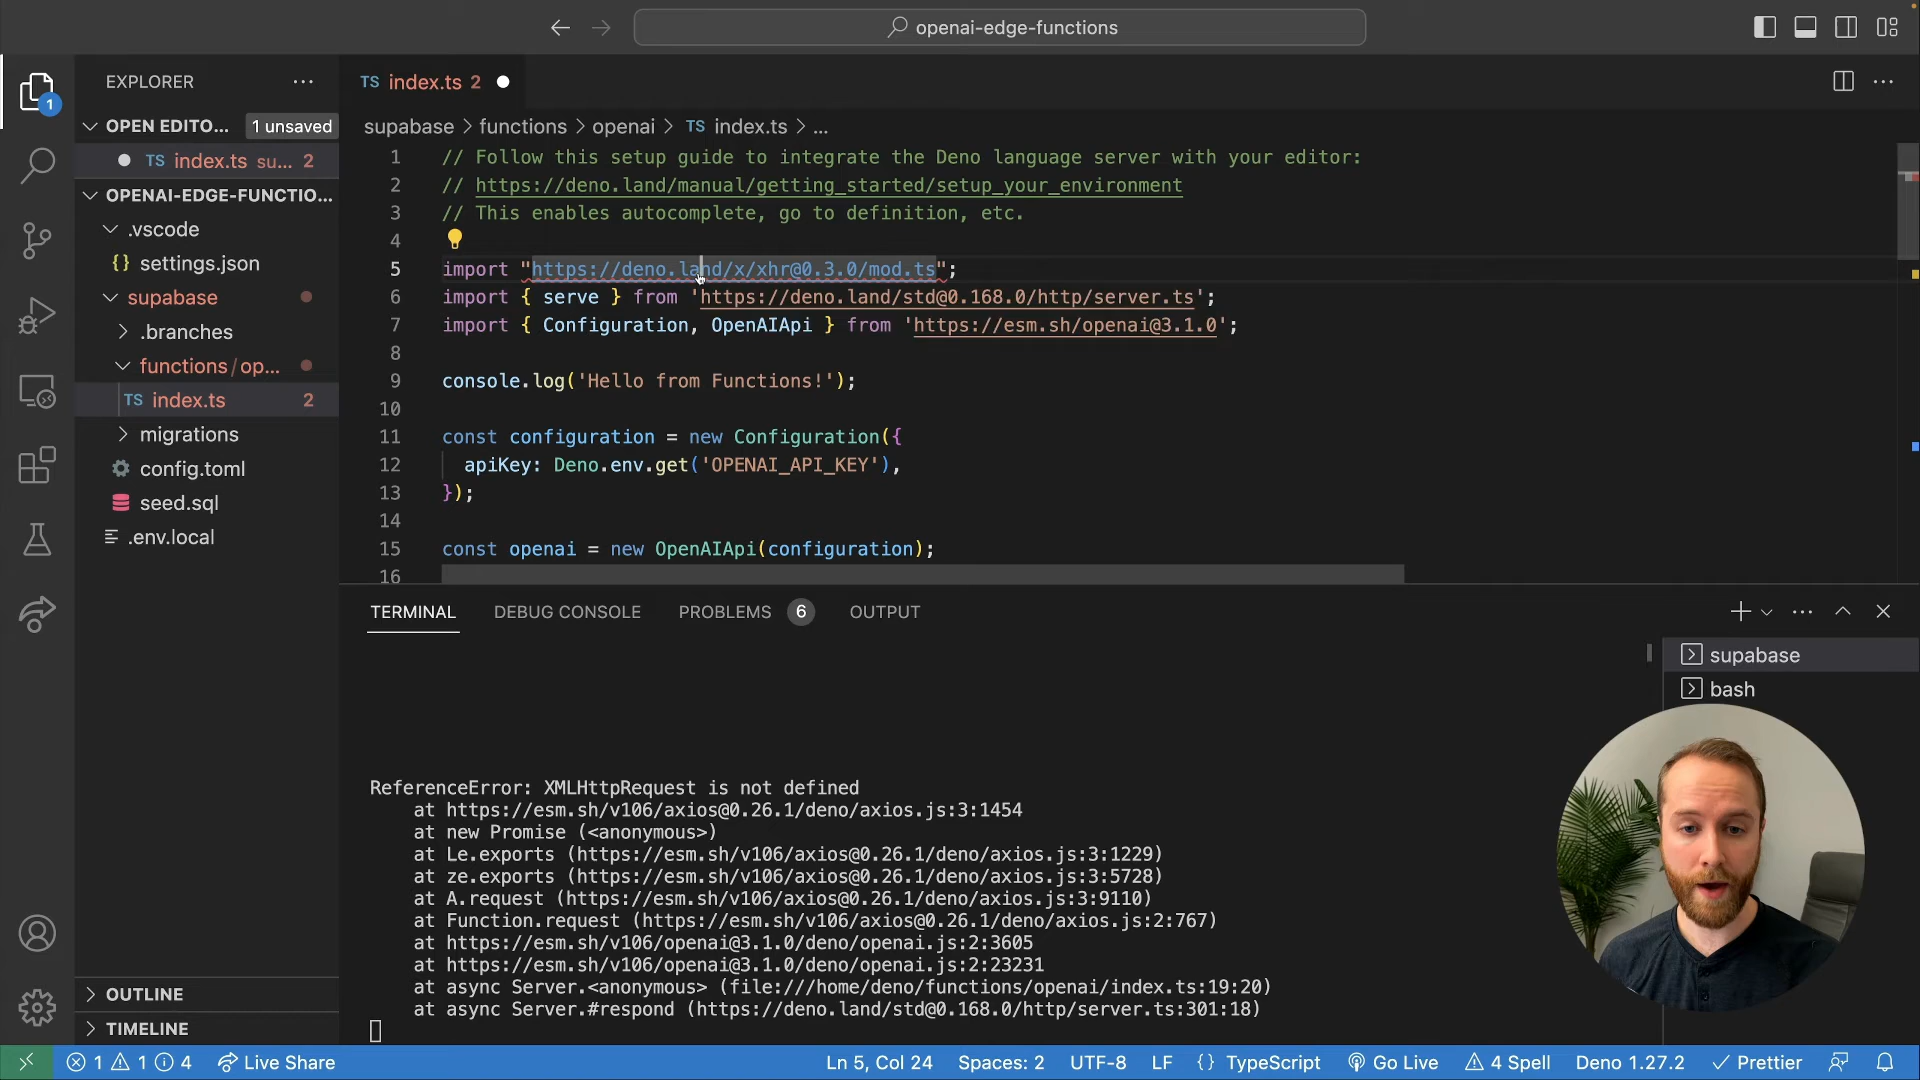 openai-edge-functions
1
EXPLORER
OPEN EDITO... 1 unsaved
TS index.ts su... 2
OPENAI-EDGE-FUNCTIO...
.vscode
{} settings.json
supabase
.branches
functions / op...
TS index.ts 2
migrations
config.toml
seed.sql
.env.local
OUTLINE
TIMELINE
TS index.ts 2
supabase > functions > openai > TS index.ts > ...
1 // Follow this setup guide to integrate the Deno language server with your editor:
2 // https://deno.land/manual/getting_started/setup_your_environment
3 // This enables autocomplete, go to definition, etc.
4
5 import "https://deno.land/x/xhr@0.3.0/mod.ts";
6 import { serve } from 'https://deno.land/std@0.168.0/http/server.ts';
7 import { Configuration, OpenAIApi } from 'https://esm.sh/openai@3.1.0';
8
9 console.log('Hello from Functions!');
10
11 const configuration = new Configuration({
12 apiKey: Deno.env.get('OPENAI_API_KEY'),
13 });
14
15 const openai = new OpenAIApi(configuration);
16
TERMINAL DEBUG CONSOLE PROBLEMS 6 OUTPUT
supabase
bash
ReferenceError: XMLHttpRequest is not defined
at https://esm.sh/v106/axios@0.26.1/deno/axios.js:3:1454
at new Promise (<anonymous>)
at Le.exports (https://esm.sh/v106/axios@0.26.1/deno/axios.js:3:1229)
at ze.exports (https://esm.sh/v106/axios@0.26.1/deno/axios.js:3:5728)
at A.request (https://esm.sh/v106/axios@0.26.1/deno/axios.js:3:9110)
at Function.request (https://esm.sh/v106/axios@0.26.1/deno/axios.js:2:767)
at https://esm.sh/v106/openai@3.1.0/deno/openai.js:2:3605
at https://esm.sh/v106/openai@3.1.0/deno/openai.js:2:23231
at async Server.<anonymous> (file:///home/deno/functions/openai/index.ts:19:20)
at async Server.#respond (https://deno.land/std@0.168.0/http/server.ts:301:18)
1 1 4 Live Share Ln 5, Col 24 Spaces: 2 UTF-8 LF {} TypeScript Go Live 4 Spell Deno 1.27.2 Prettier